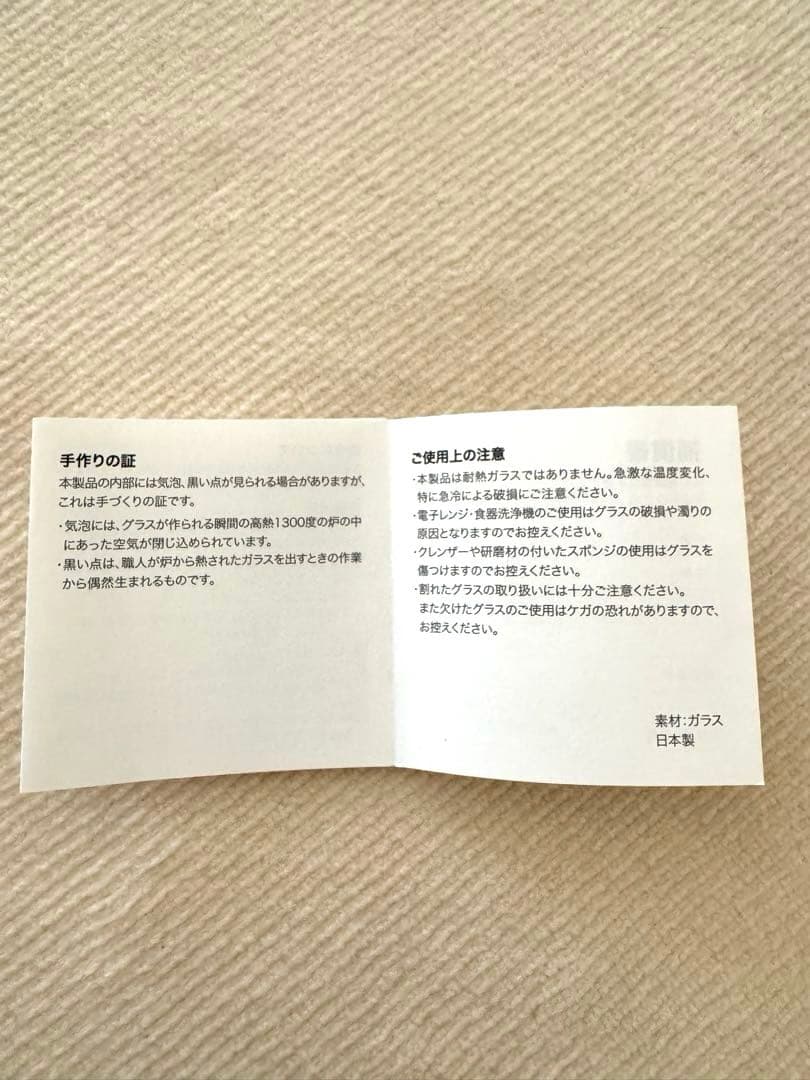 手作りの証
本製品の内部には気泡、黒い点が見られる場合がありますが、
これは手づくりの証です。
・気泡には、グラスが作られる瞬間の高熱1300度の炉の中
にあった空気が閉じ込められています。
・黒い点は、職人が炉から熱されたガラスを出すときの作業
から偶然生まれるものです。
ご使用上の注意
・本製品は耐熱ガラスではありません。急激な温度変化、
特に急冷による破損にご注意ください。
・電子レンジ・食器洗浄機のご使用はグラスの破損や濁りの
原因となりますのでお控えください。
・クレンザーや研磨材の付いたスポンジの使用はグラスを
傷つけますのでお控えください。
・割れたグラスの取り扱いには十分ご注意ください。
また欠けたグラスのご使用はケガの恐れがありますので、
お控えください。
素材：ガラス
日本製